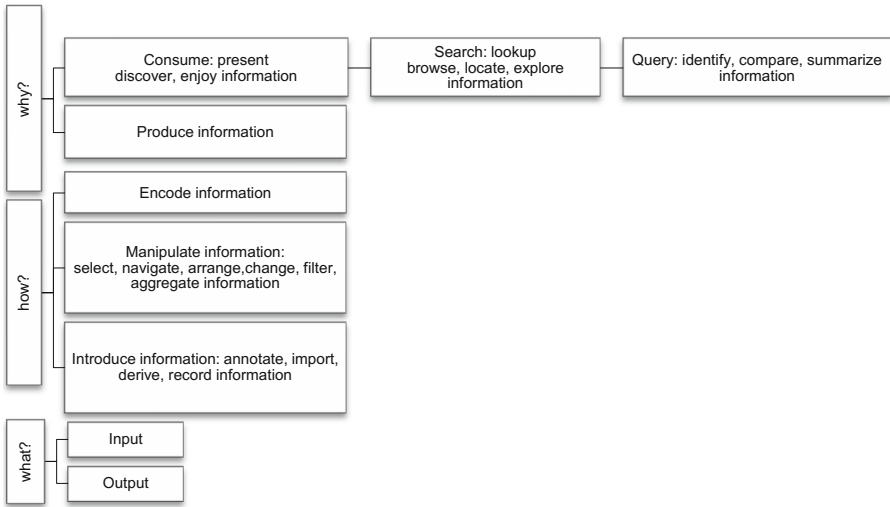 why?
Consume: present
discover, enjoy information
Search: lookup
browse, locate, explore
information
Query: identify, compare, summarize
information
Produce information
how?
Encode information
Manipulate information:
select, navigate, arrange,change, filter,
aggregate information
Introduce information: annotate, import,
derive, record information
what?
Input
Output